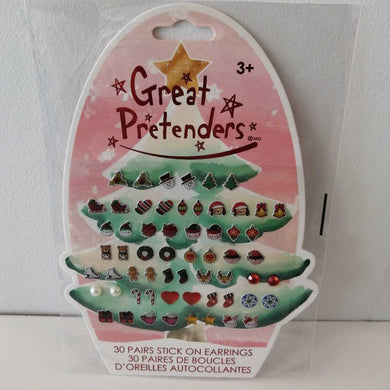 3+
Great
Pretenders
30 PAIRS STICK ON EARRINGS
30 PAIRES DE BOUCLES
D'OREILLES AUTOCOLLANTES